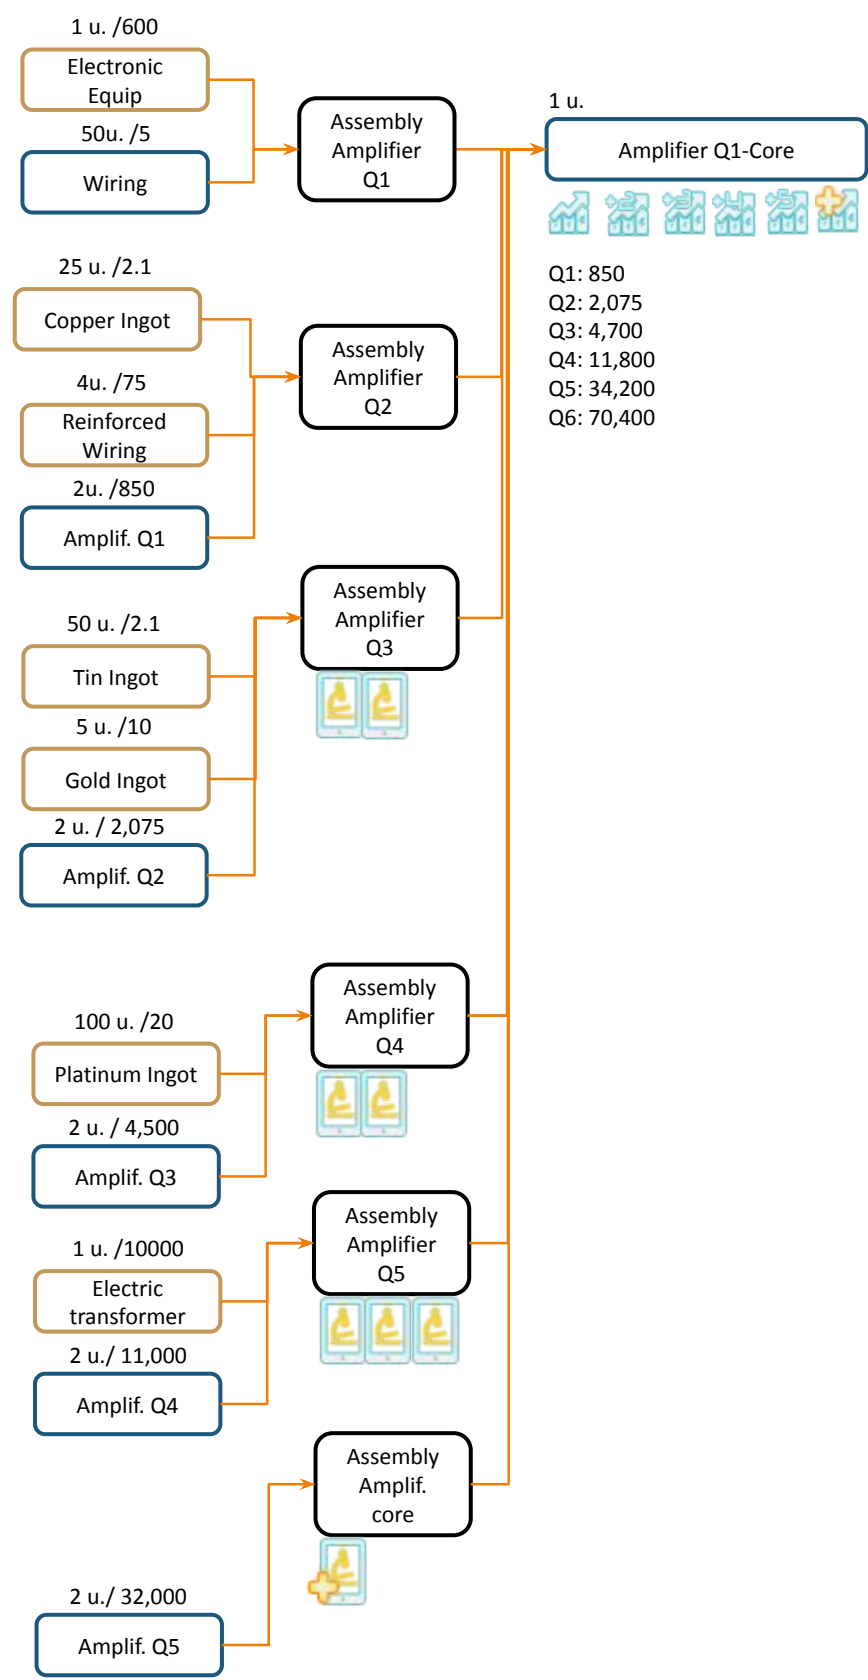 1 u. /600
Electronic
Equip
50u. /5
Wiring
Assembly
Amplifier
Q1
1 u.
Amplifier Q1-Core
+2
+3
+4
+5
Q1: 850
Q2: 2,075
Q3: 4,700
Q4: 11,800
Q5: 34,200
Q6: 70,400
25 u. /2.1
Copper Ingot
4u. /75
Reinforced
Wiring
2u. /850
Amplif. Q1
Assembly
Amplifier
Q2
50 u. /2.1
Tin Ingot
5 u. /10
Gold Ingot
2 u. / 2,075
Amplif. Q2
Assembly
Amplifier
Q3
100 u. /20
Platinum Ingot
2 u. / 4,500
Amplif. Q3
Assembly
Amplifier
Q4
1 u. /10000
Electric
transformer
2 u./ 11,000
Amplif. Q4
Assembly
Amplifier
Q5
2 u./ 32,000
Amplif. Q5
Assembly
Amplif.
core